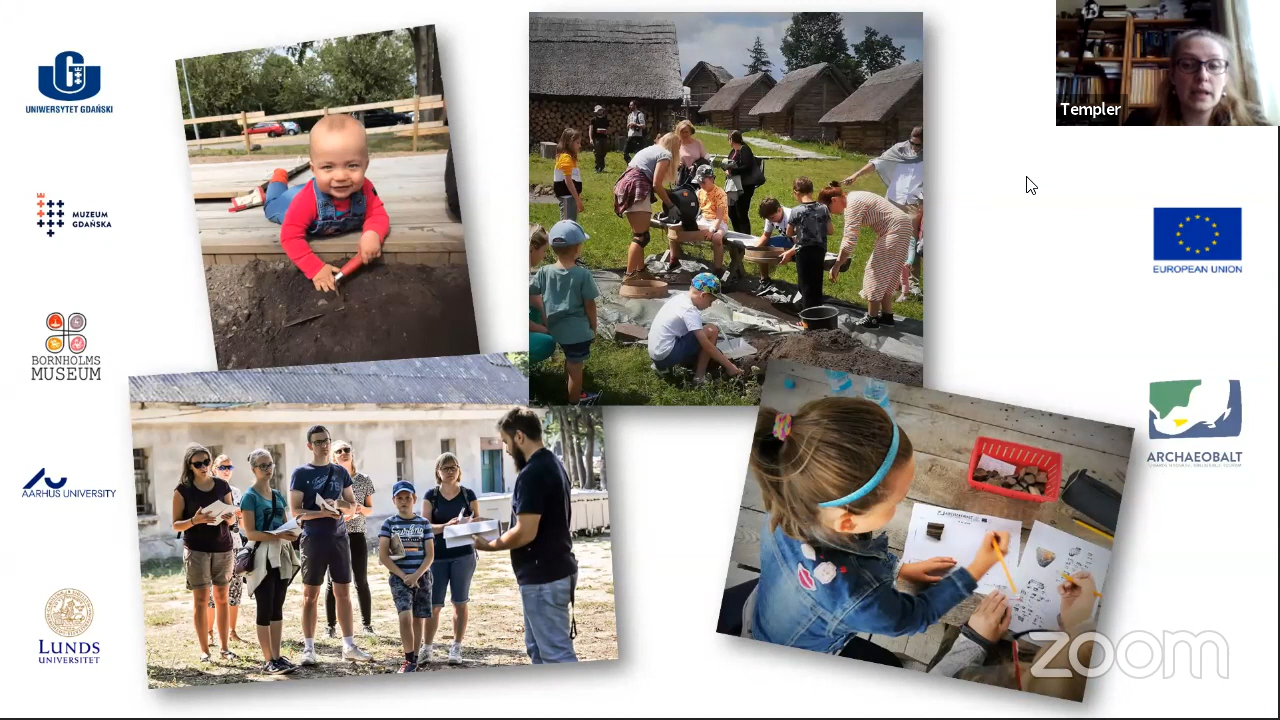 UNIWERSYTET GDAŃSKI
MUZEUM
GDAŃSKA
BORNHOLMS
MUSEUM
AARHUS UNIVERSITY
LUNDS
UNIVERSITET
Templer
EUROPEAN UNION
ARCHAEOBALT
zoom